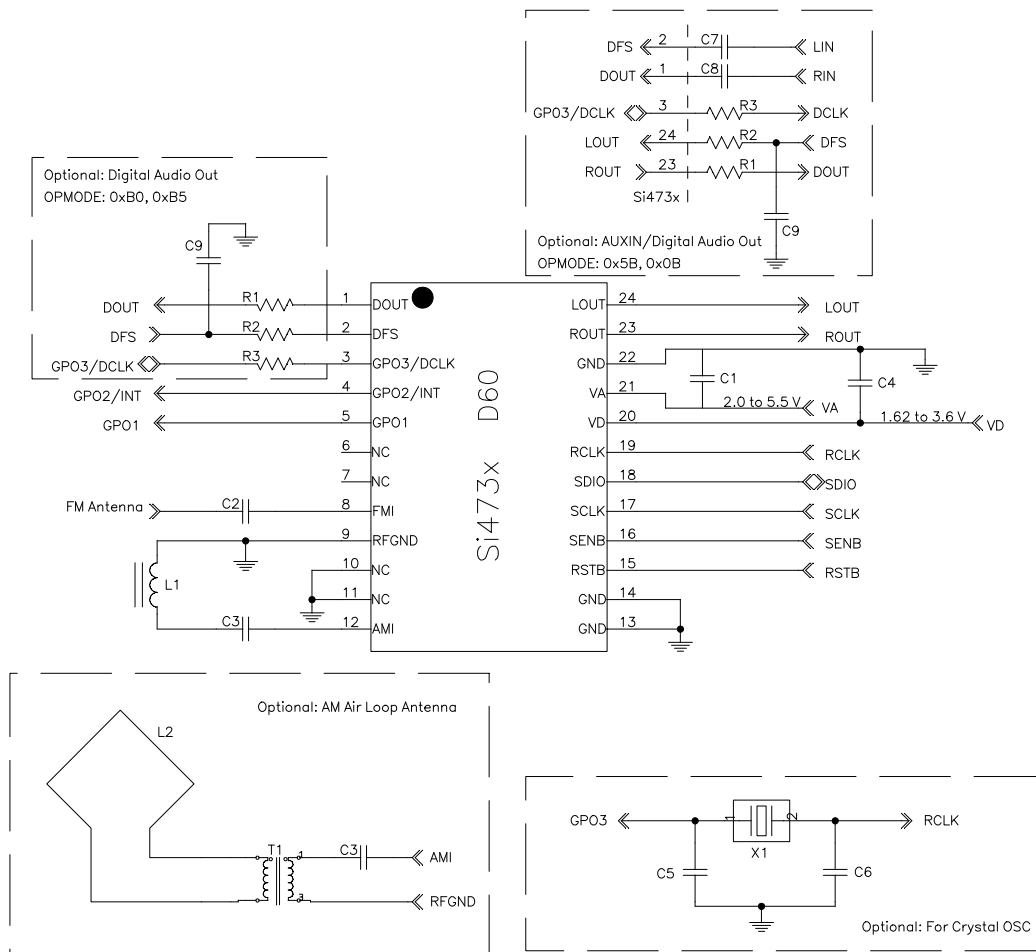 DFS 2 C7 LIN
DOUT 1 C8 RIN
GPO3/DCLK 3 R3 DCLK
LOUT 24 R2 DFS
ROUT 23 R1 DOUT
Si473x
C9
Optional: AUXIN/Digital Audio Out
OPMODE: 0x5B, 0x0B
Optional: Digital Audio Out
OPMODE: 0xB0, 0xB5
C9
DOUT R1 1 DOUT
DFS R2 2 DFS
GPO3/DCLK R3 3 GPO3/DCLK
GPO2/INT 4 GPO2/INT
GPO1 5 GPO1
6 NC
7 NC
FM Antenna C2 8 FMI
9 RFGND
L1
10 NC
11 NC
C3 12 AMI
Si473x D60
LOUT 24 LOUT
ROUT 23 ROUT
GND 22
C1 C4
VA 21 2.0 to 5.5 V VA
VD 20 1.62 to 3.6 V VD
RCLK 19 RCLK
SDIO 18 SDIO
SCLK 17 SCLK
SENB 16 SENB
RSTB 15 RSTB
GND 14
GND 13
Optional: AM Air Loop Antenna
L2
T1 1 C3 AMI
3 RFGND
GPO3 1 2 RCLK
X1
C5 C6
Optional: For Crystal OSC